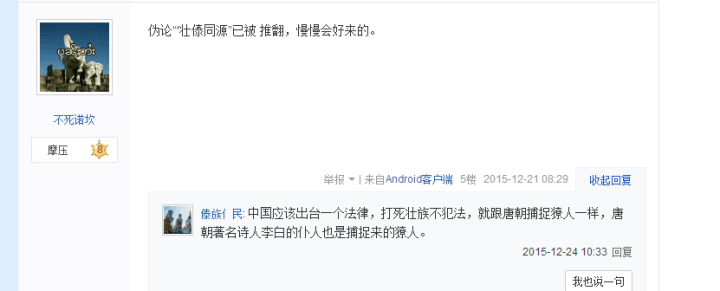 伪论“”壮傣同源”已被 推翻，慢慢会好来的。
不死诺坎
摩压 8
举报 | 来自Android客户端 5楼 2015-12-21 08:29 收起回复
傣族亻民: 中国应该出台一个法律，打死壮族不犯法，就跟唐朝捕捉獠人一样，唐
朝著名诗人李白的仆人也是捕捉来的獠人。
2015-12-24 10:33 回复
我也说一句